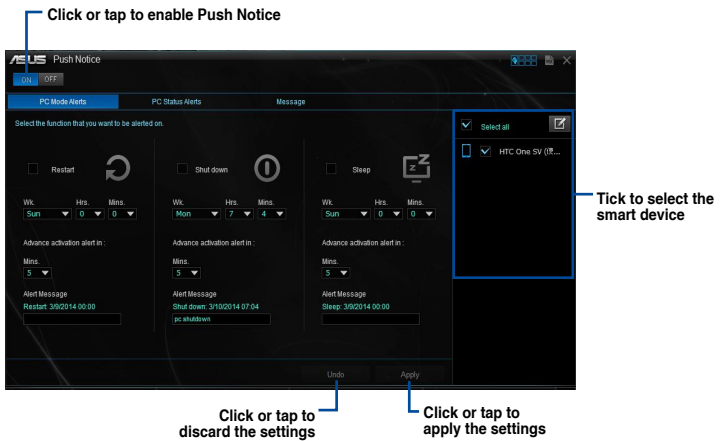 Click or tap to enable Push Notice
ASUS Push Notice
ON OFF
PC Mode Alerts PC Status Alerts Message
Select the function that you want to be alerted on.
Select all
HTC One SV
Restart Shut down Sleep
Wk. Hrs. Mins. Wk. Hrs. Mins. Wk. Hrs. Mins.
Sun 0 0 Mon 7 4 Sun 0 0
Advance activation alert in : Advance activation alert in : Advance activation alert in :
Mins. Mins. Mins.
5 5 5
Alert Message Alert Message Alert Message
Restart: 3/9/2014 00:00 Shut down: 3/10/2014 07:04 Sleep: 3/9/2014 00:00
pc shutdown
Undo Apply
Tick to select the
smart device
Click or tap to
discard the settings
Click or tap to
apply the settings